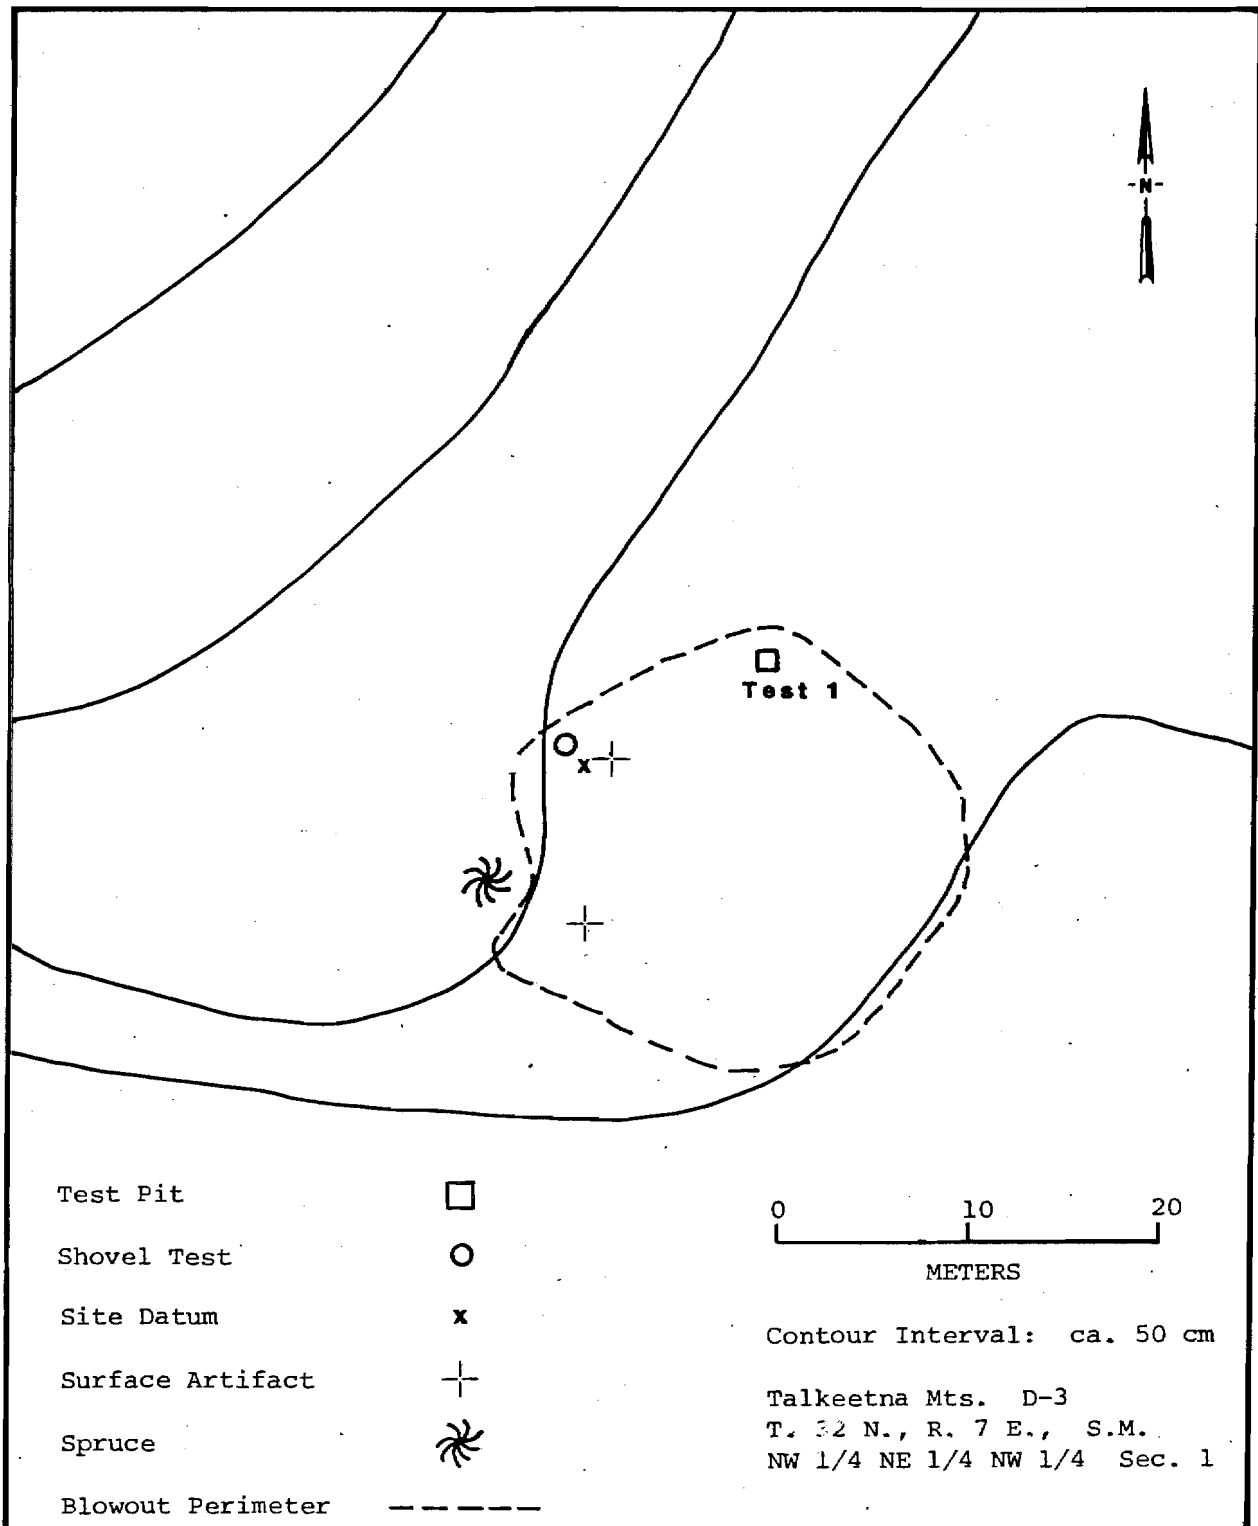 -N-
Test 1
x
Test Pit
Shovel Test
Site Datum x
Surface Artifact
Spruce
Blowout Perimeter
0 10 20
METERS
Contour Interval: ca. 50 cm
Talkeetna Mts. D-3
T. 32 N., R. 7 E., S.M.
NW 1/4 NE 1/4 NW 1/4 Sec. 1